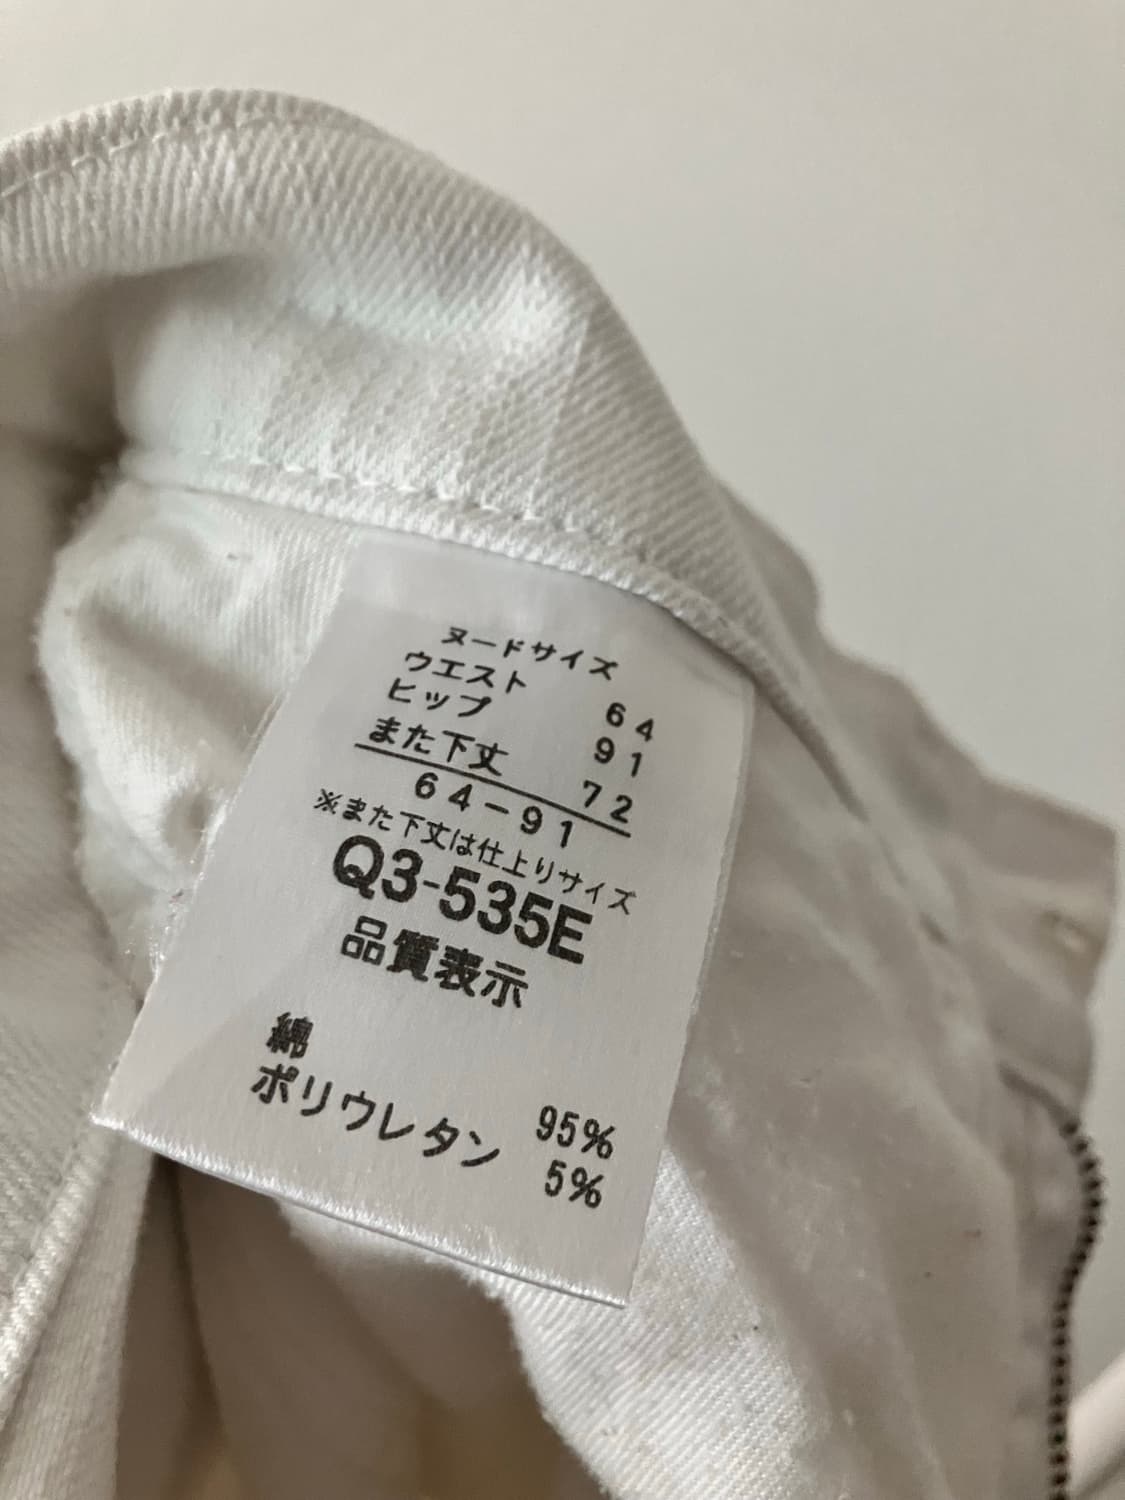 ヌードサイズ
ウエスト 64
ヒップ 91
また下丈 72
64-91
※また下丈は仕上りサイズ
Q3-535E
品質表示
綿 95%
ポリウレタン 5%